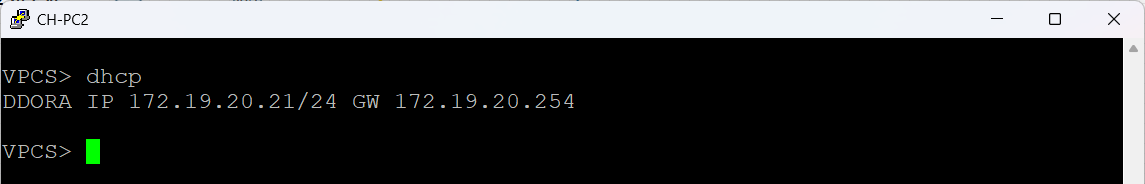 CH-PC2
VPCS> dhcp
DDORA IP 172.19.20.21/24 GW 172.19.20.254
VPCS>